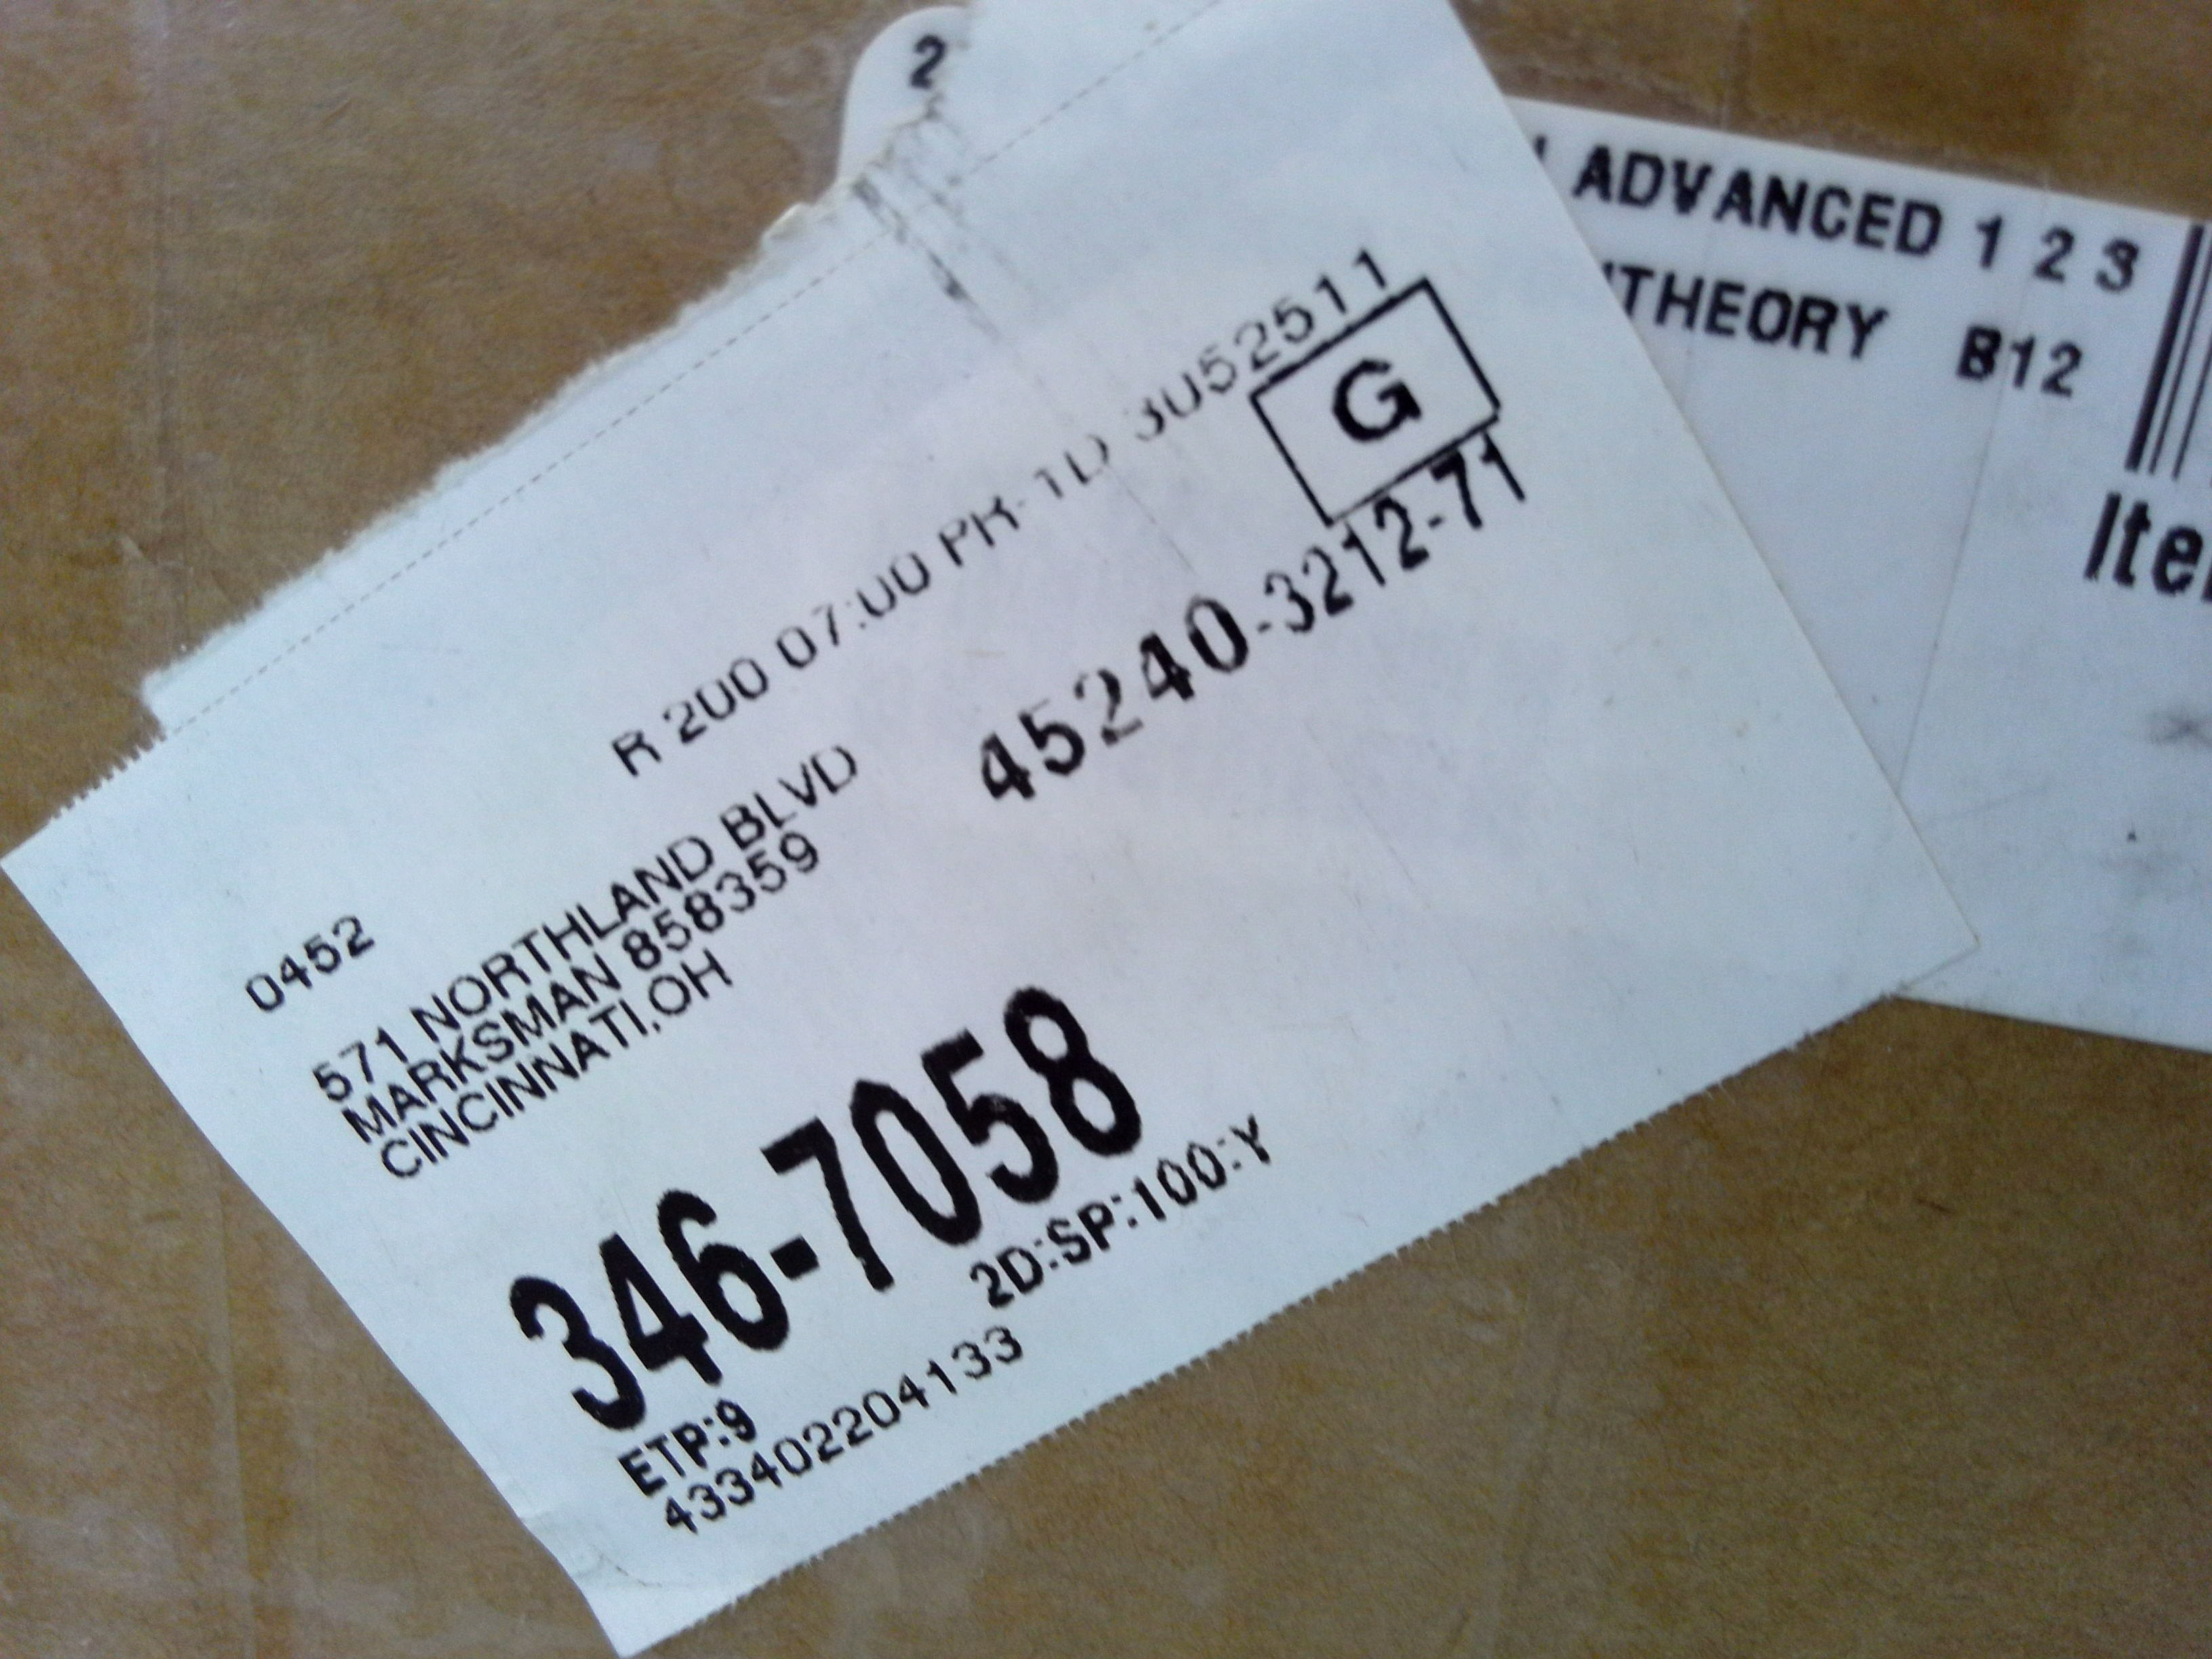 2
ADVANCED 1 2 3
THEORY B12
R 200 07:00 PR-1D 3052511
G
45240-3212-71
0452
571 NORTHLAND BLVD
MARKSMAN 858359
CINCINNATI,OH
346-7058
2D:SP:100:Y
ETP:9
433402204133